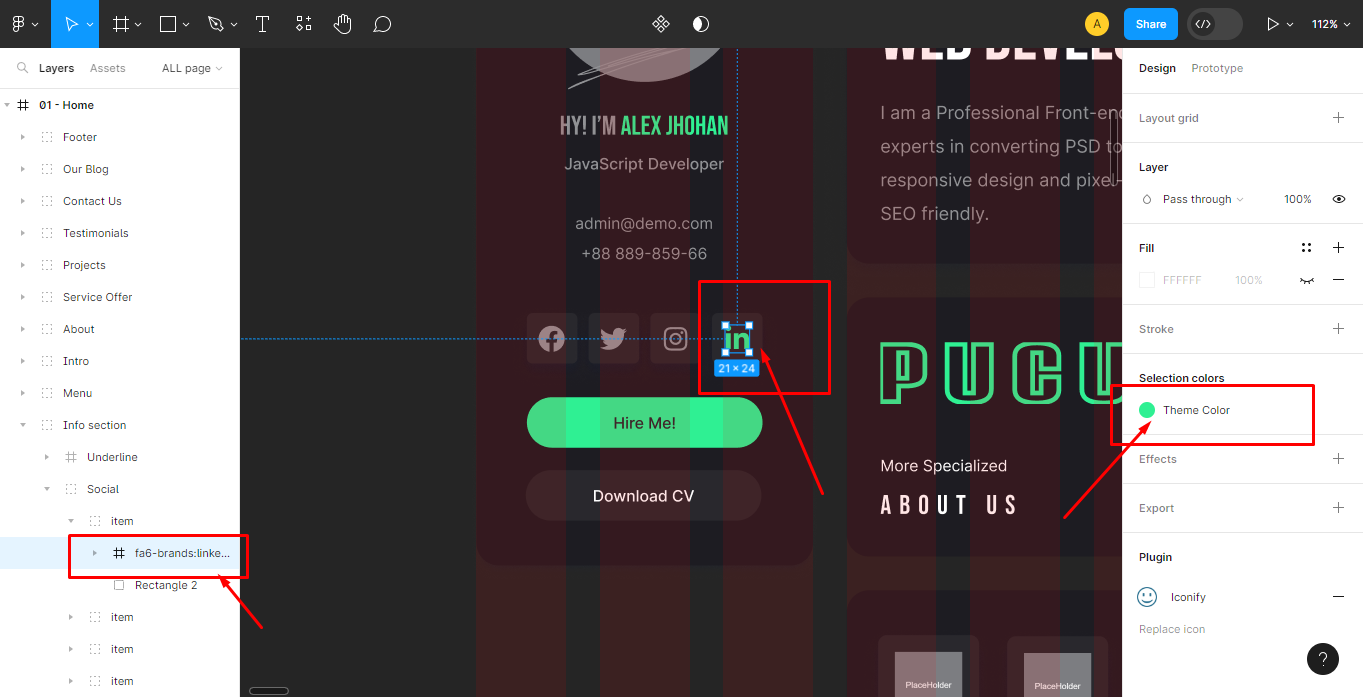 A
Share
</>
112%
Layers
Assets
ALL page
01 - Home
Footer
Our Blog
Contact Us
Testimonials
Projects
Service Offer
About
Intro
Menu
Info section
Underline
Social
item
fa6-brands:linke...
Rectangle 2
item
item
item
HY! I'M ALEX JHOHAN
JavaScript Developer
admin@demo.com
+88 889-859-66
in
21 × 24
Hire Me!
Download CV
I am a Professional Front-end
experts in converting PSD to
responsive design and pixel-
SEO friendly.
More Specialized
ABOUT US
PlaceHolder
PlaceHolder
Design
Prototype
Layout grid
Layer
Pass through
100%
Fill
FFFFFF
100%
Stroke
Selection colors
Theme Color
Effects
Export
Plugin
Iconify
Replace icon
?